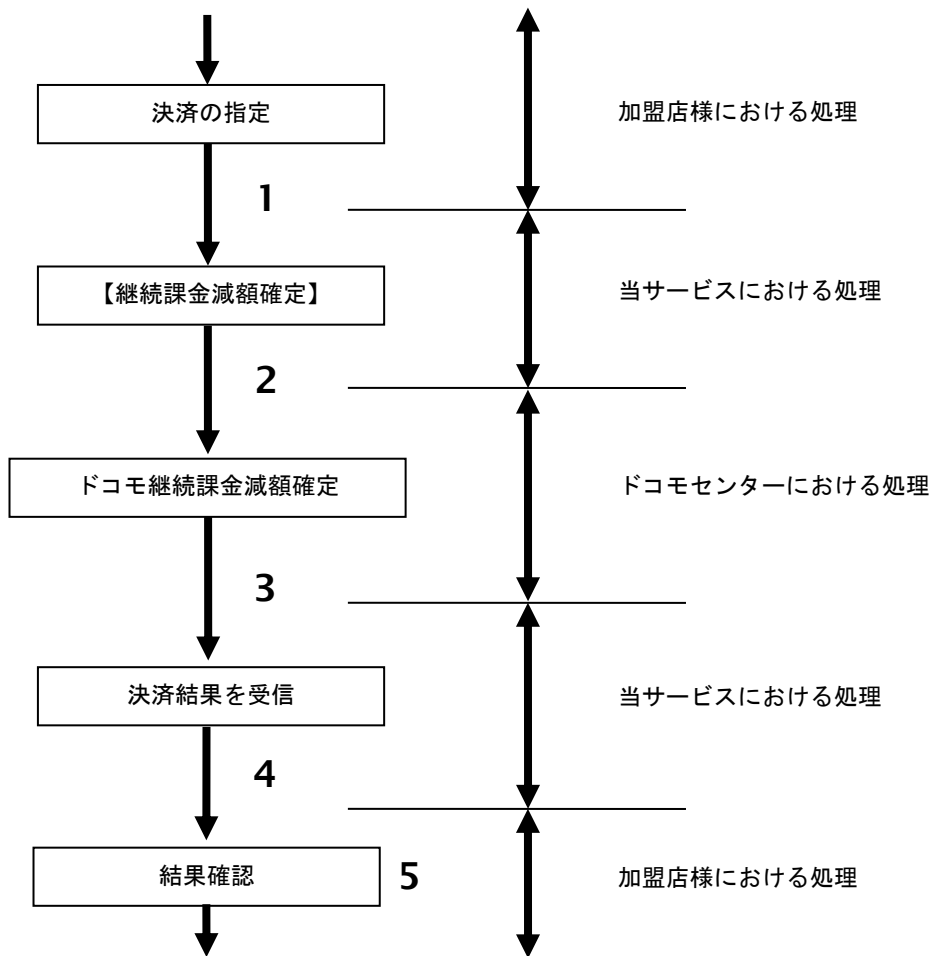 決済の指定
加盟店様における処理
1
【継続課金減額確定】
当サービスにおける処理
2
ドコモ継続課金減額確定
ドコモセンターにおける処理
3
決済結果を受信
当サービスにおける処理
4
結果確認
5
加盟店様における処理